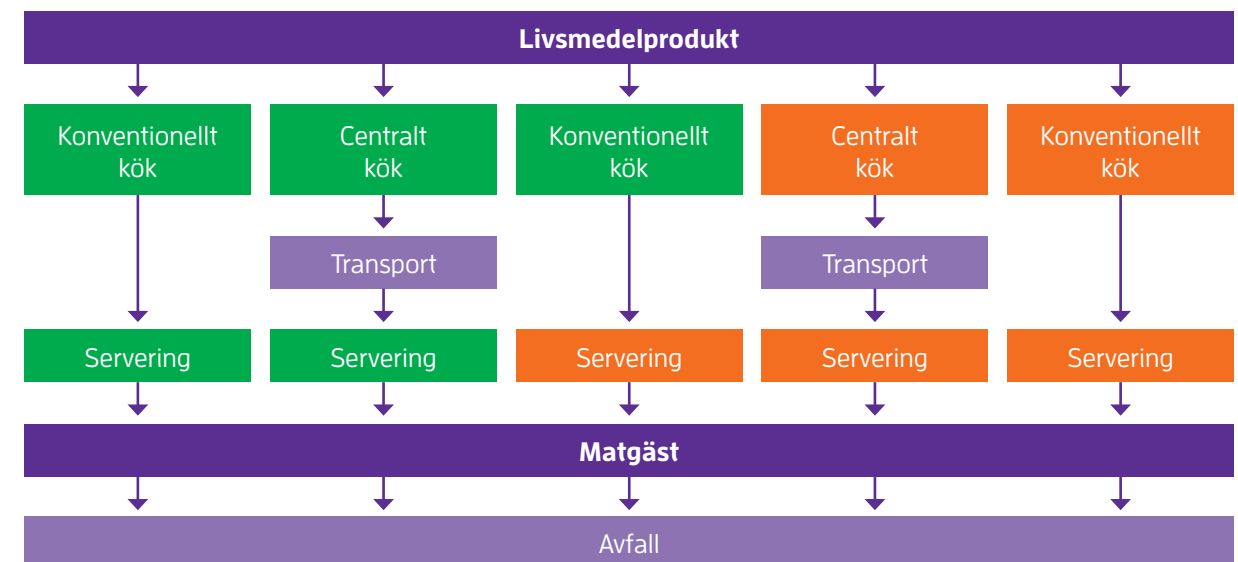 Livsmedelprodukt
Konventionellt
kök
Centralt
kök
Konventionellt
kök
Centralt
kök
Konventionellt
kök
Transport
Transport
Servering
Servering
Servering
Servering
Servering
Matgäst
Avfall